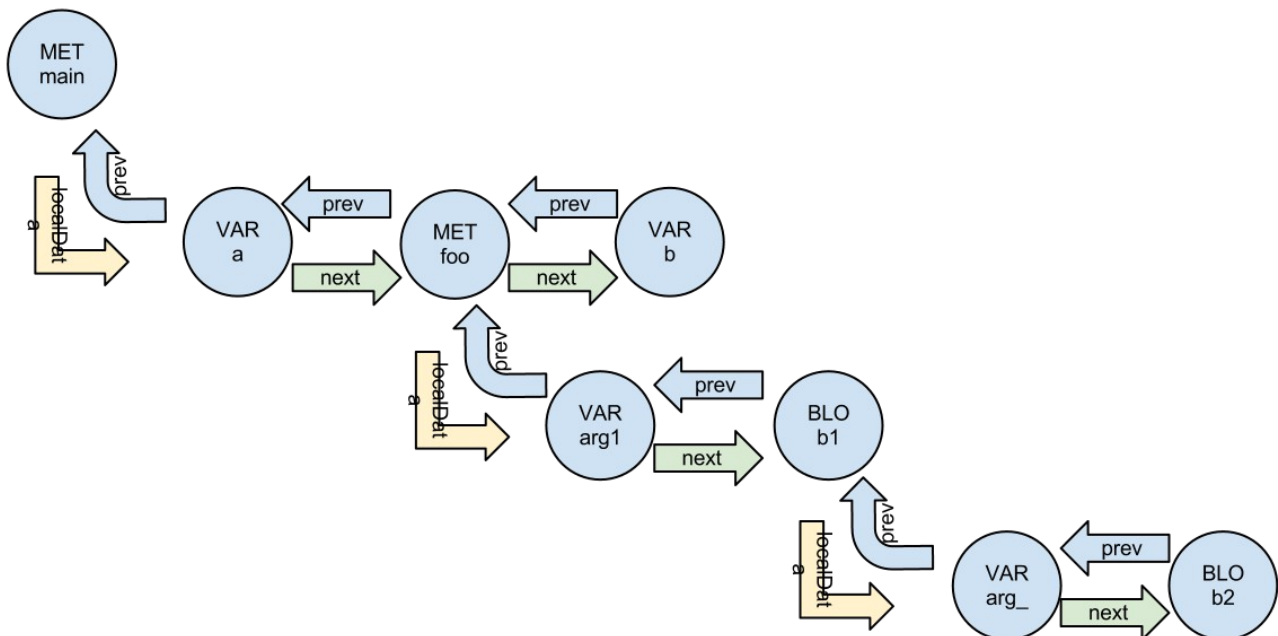 MET
main
prev
localDat
a
prev
prev
VAR
a
MET
foo
VAR
b
next
next
prev
localDat
a
prev
VAR
arg1
BLO
b1
next
prev
localDat
a
prev
VAR
arg_
BLO
b2
next